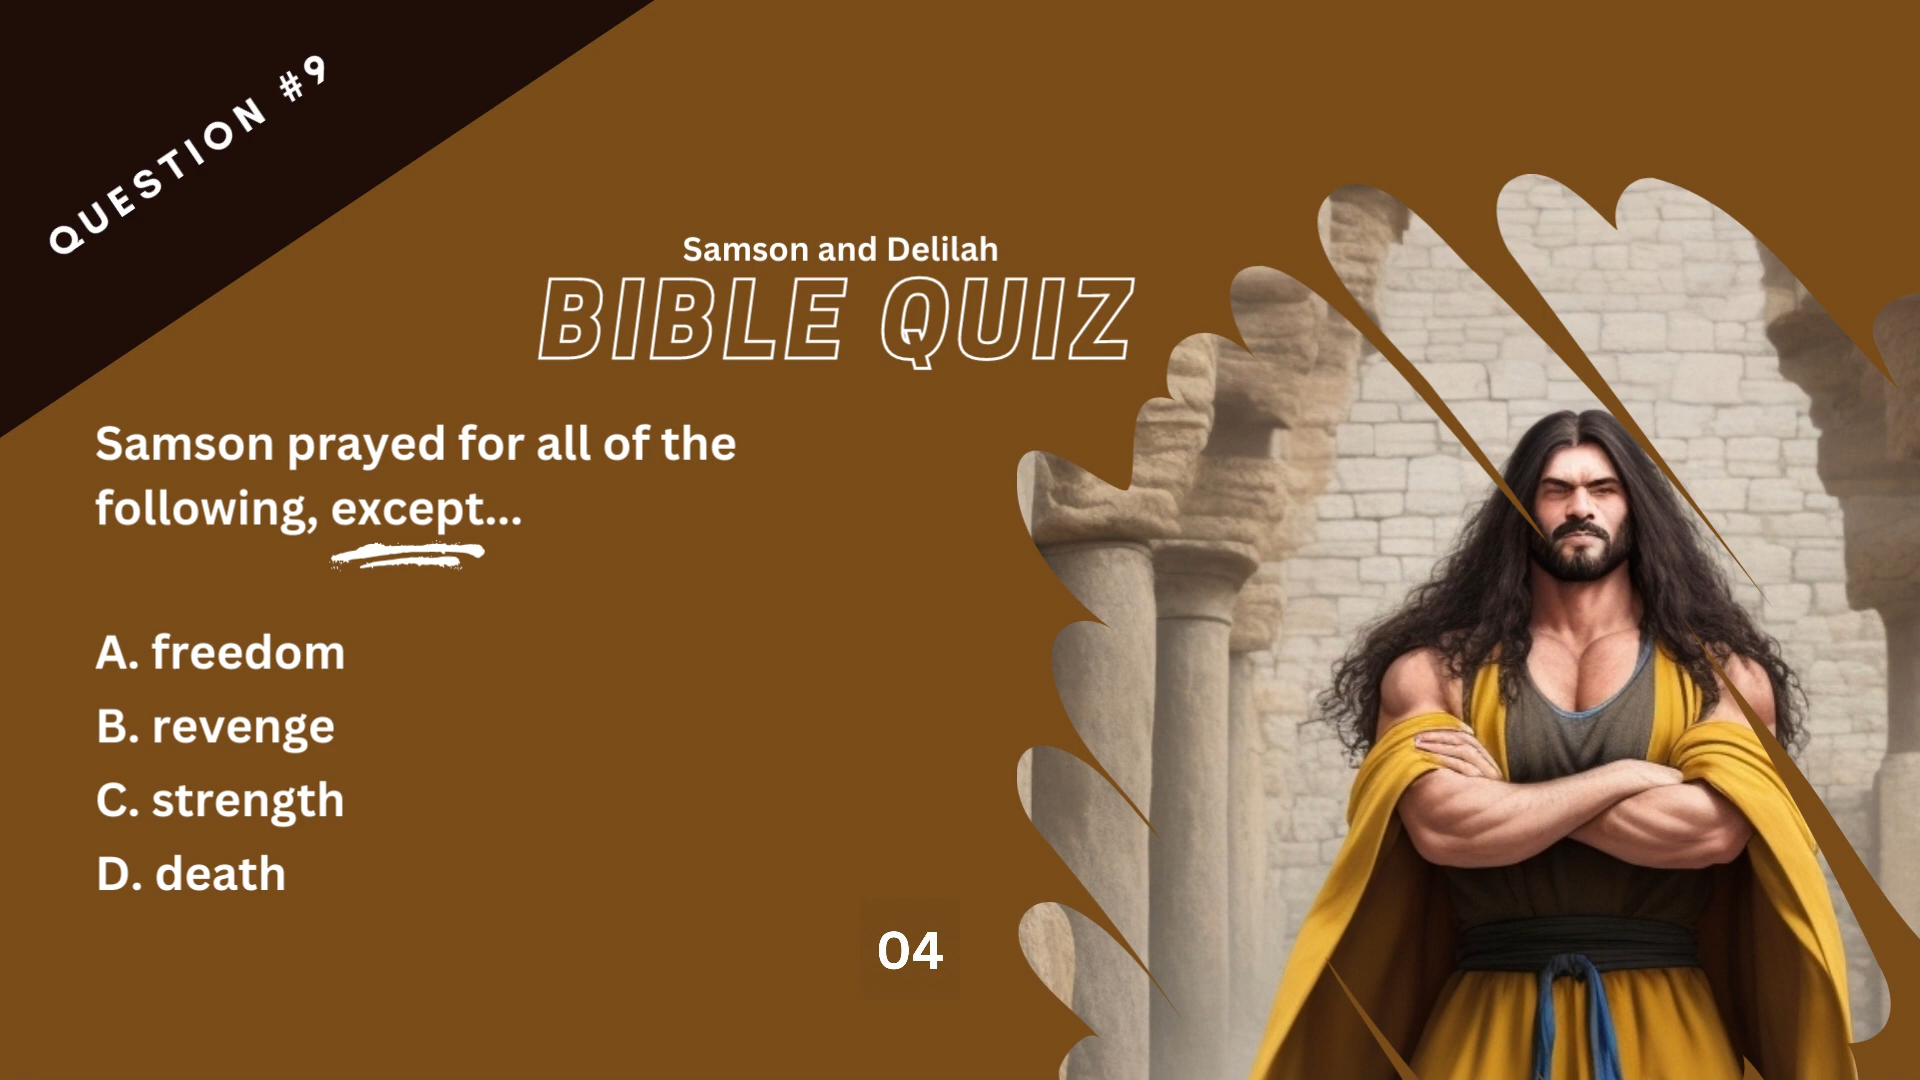 QUESTION #9
Samson and Delilah
BIBLE QUIZ
Samson prayed for all of the
following, except...
A. freedom
B. revenge
C. strength
D. death
04